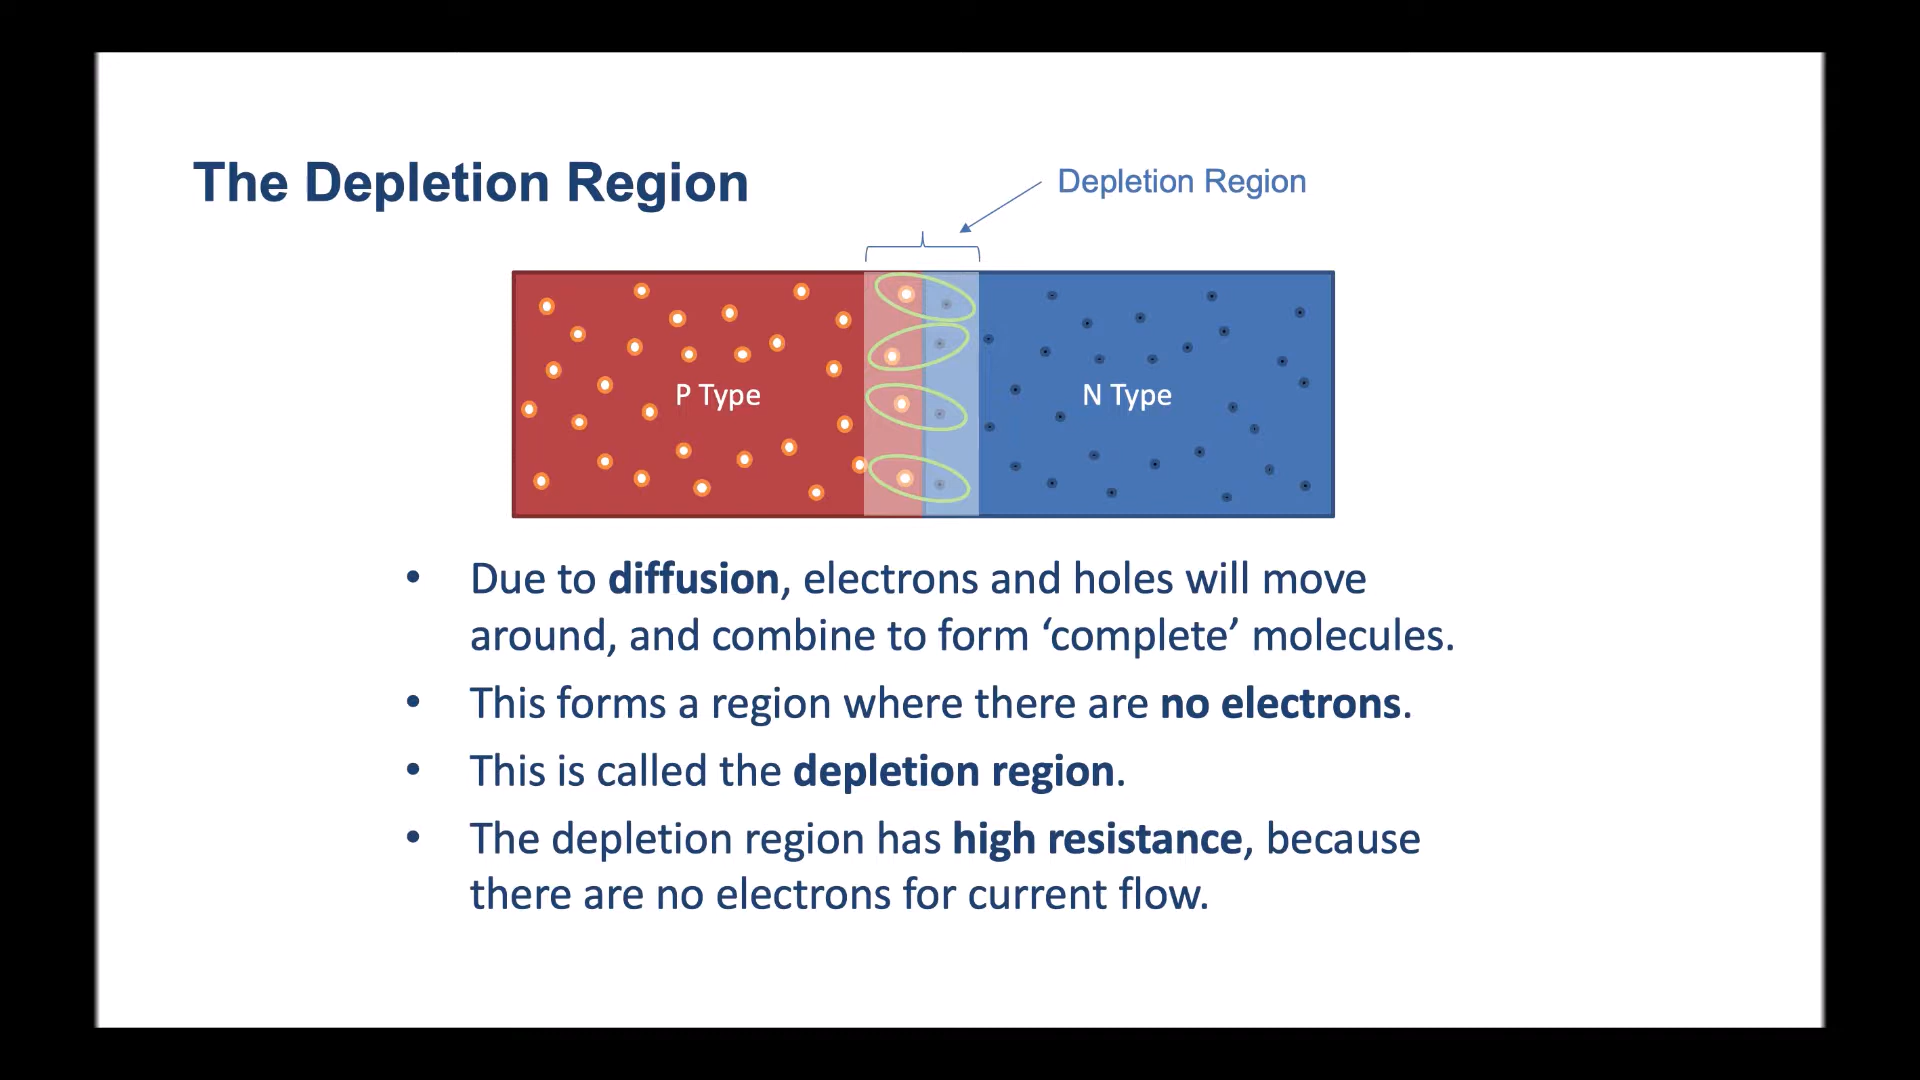 The Depletion Region
Depletion Region
P Type
N Type
• Due to diffusion, electrons and holes will move
around, and combine to form ‘complete’ molecules.
• This forms a region where there are no electrons.
• This is called the depletion region.
• The depletion region has high resistance, because
there are no electrons for current flow.